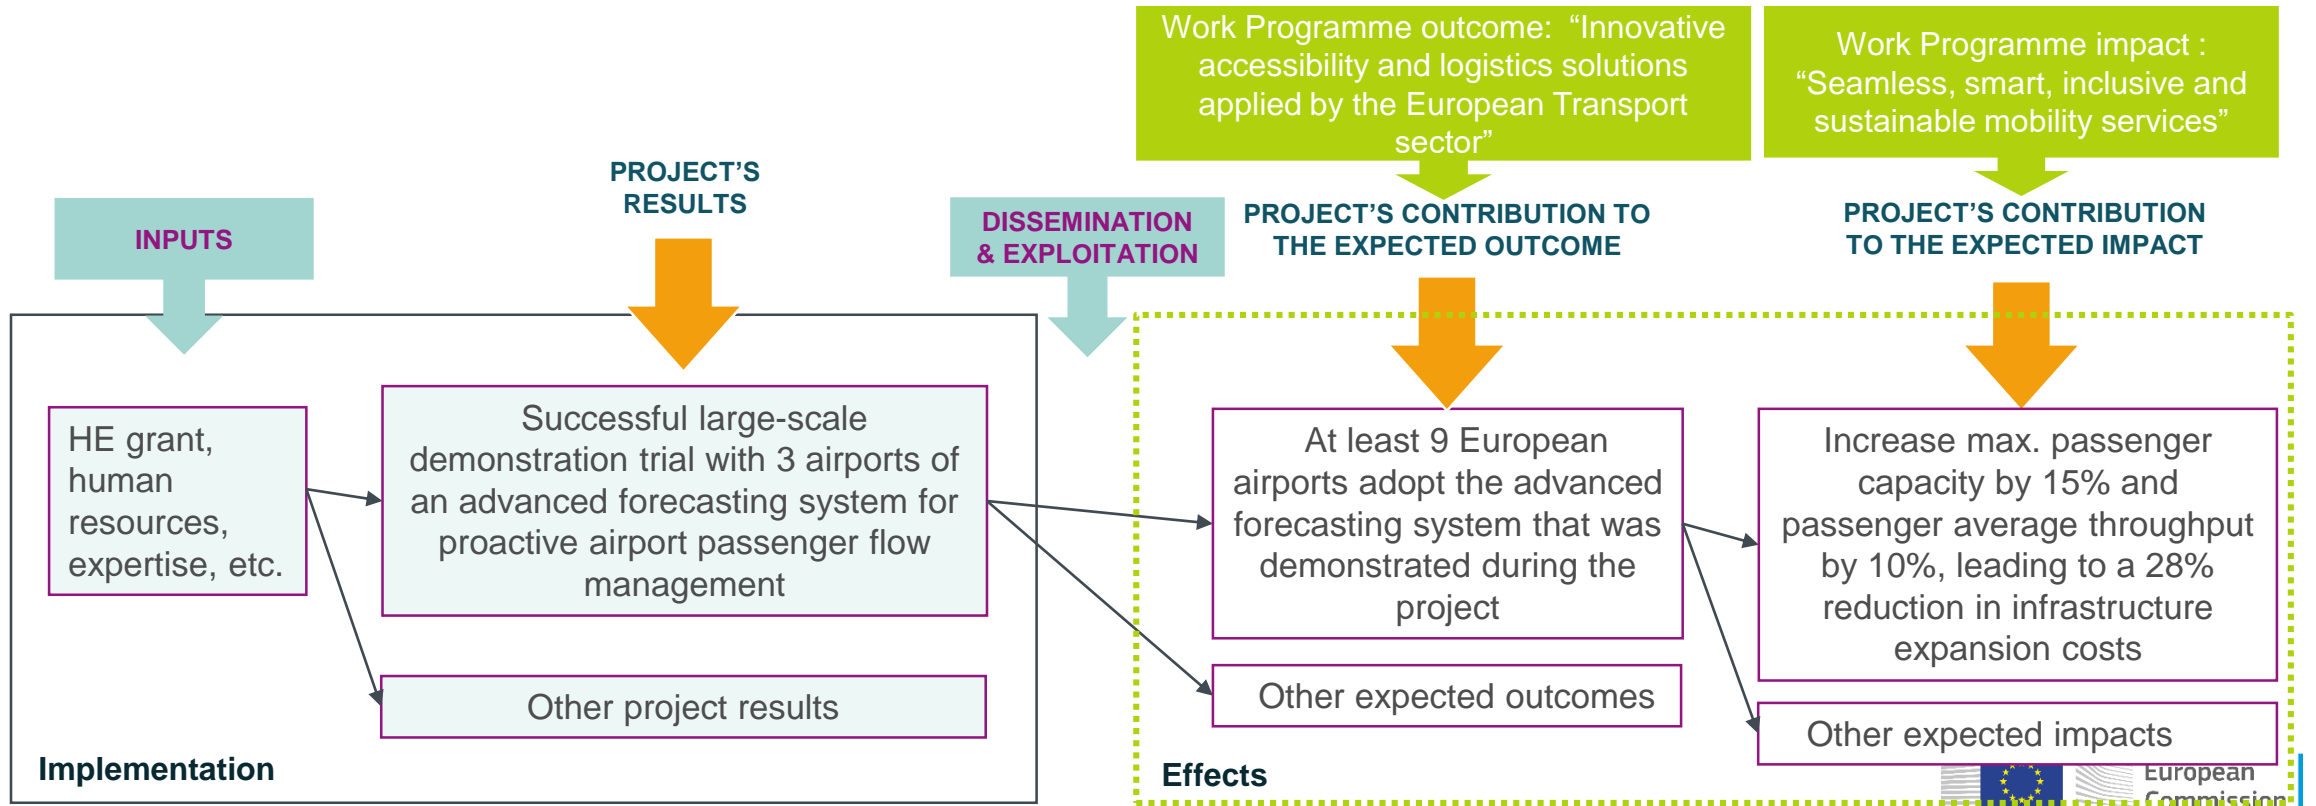 Work Programme outcome: “Innovative
accessibility and logistics solutions
applied by the European Transport
sector”
Work Programme impact :
“Seamless, smart, inclusive and
sustainable mobility services”
INPUTS
PROJECT’S
RESULTS
DISSEMINATION
& EXPLOITATION
PROJECT’S CONTRIBUTION TO
THE EXPECTED OUTCOME
PROJECT’S CONTRIBUTION
TO THE EXPECTED IMPACT
HE grant,
human
resources,
expertise, etc.
Successful large-scale
demonstration trial with 3 airports of
an advanced forecasting system for
proactive airport passenger flow
management
Other project results
Implementation
At least 9 European
airports adopt the advanced
forecasting system that was
demonstrated during the
project
Other expected outcomes
Increase max. passenger
capacity by 15% and
passenger average throughput
by 10%, leading to a 28%
reduction in infrastructure
expansion costs
Other expected impacts
Effects
European
Commission